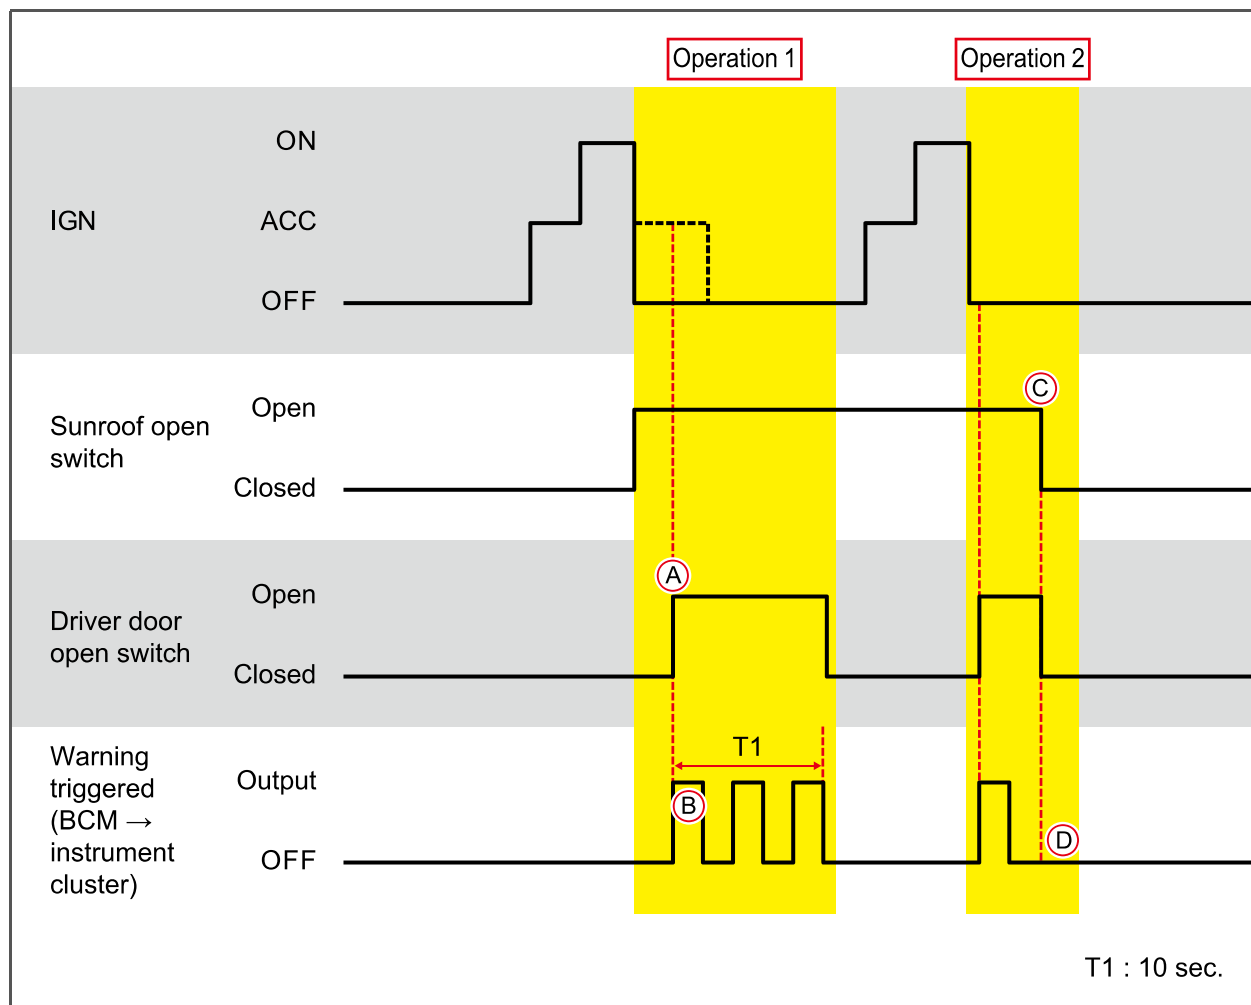 Operation 1
Operation 2
ON
IGN
ACC
OFF
Open
Sunroof open
switch
Closed
C
A
Open
Driver door
open switch
Closed
Warning
triggered
(BCM →
instrument
cluster)
Output
OFF
T1
B
D
T1 : 10 sec.